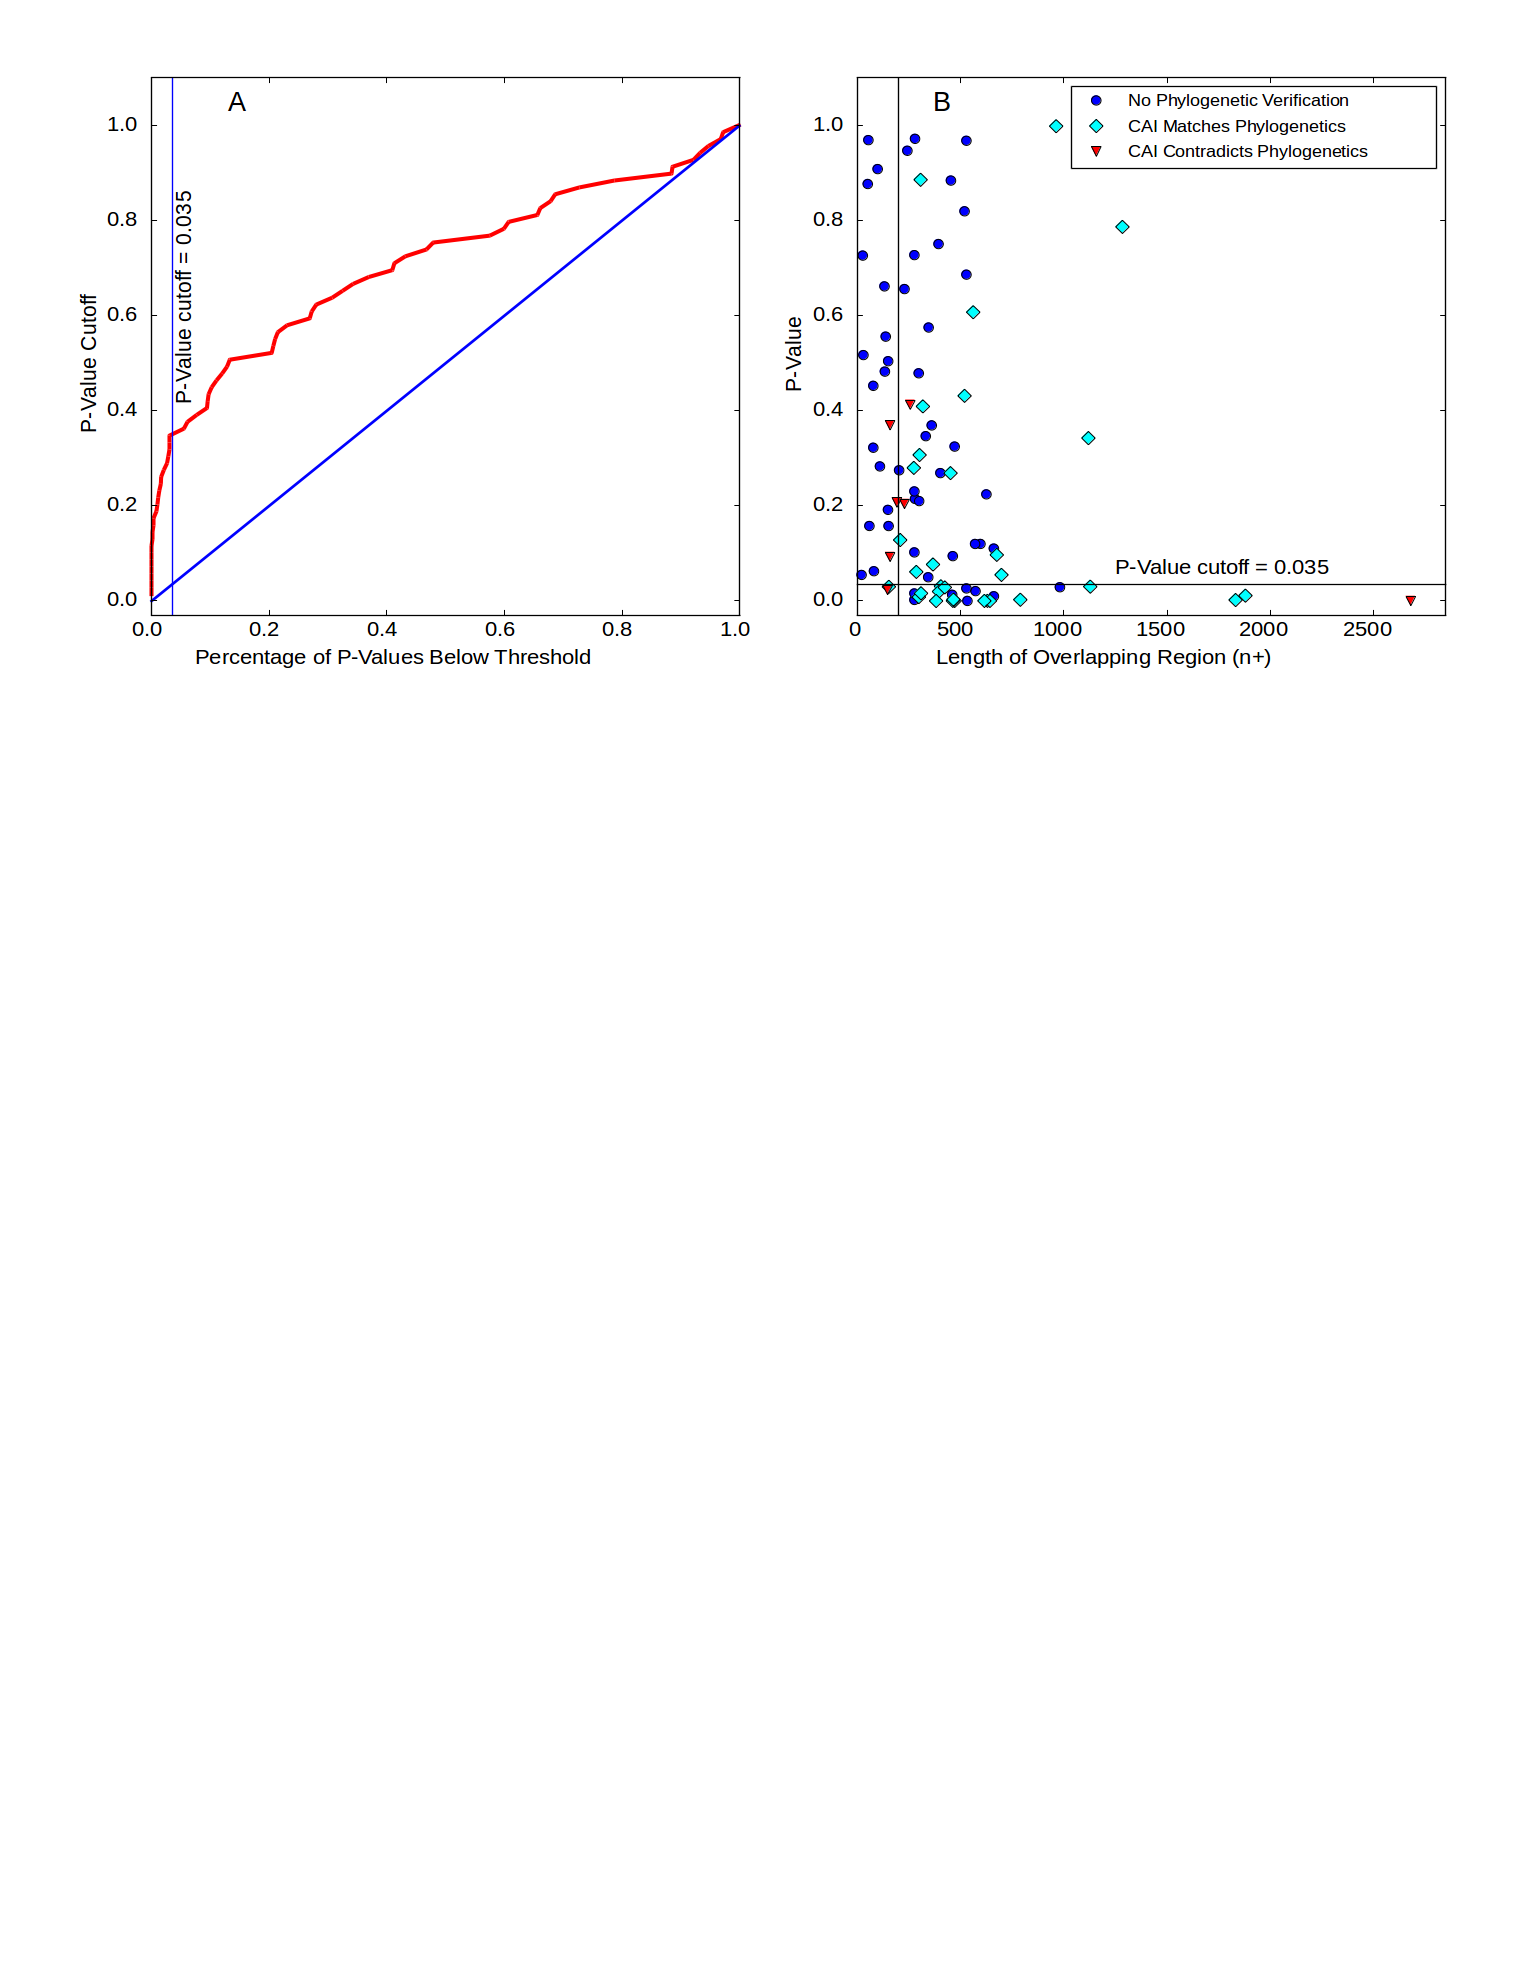 A
P-Value Cutoff
1.0
0.8
0.6
0.4
0.2
0.0
P-Value cutoff = 0.035
0.0 0.2 0.4 0.6 0.8 1.0
Percentage of P-Values Below Threshold
B
No Phylogenetic Verification
CAI Matches Phylogenetics
CAI Contradicts Phylogenetics
P-Value
1.0
0.8
0.6
0.4
0.2
0.0
P-Value cutoff = 0.035
0 500 1000 1500 2000 2500
Length of Overlapping Region (n+)